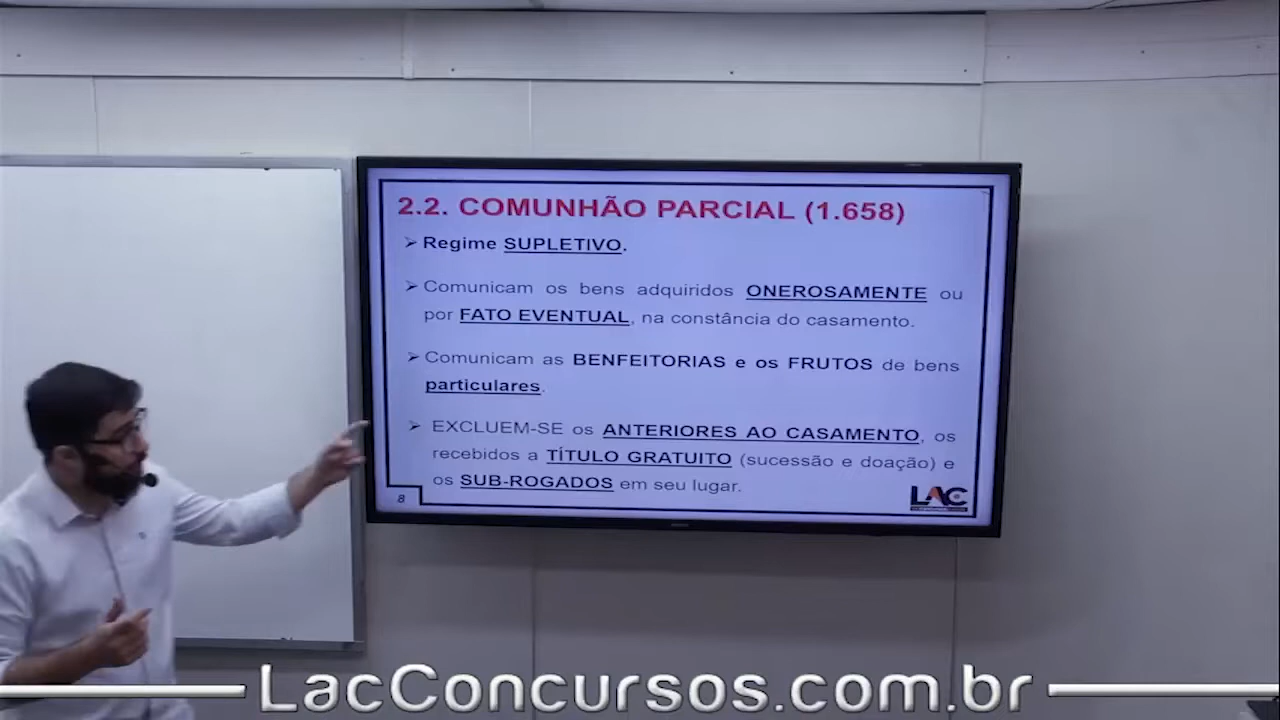 2.2. COMUNHÃO PARCIAL (1.658)
➢ Regime SUPLETIVO.
➢ Comunicam os bens adquiridos ONEROSAMENTE ou
por FATO EVENTUAL, na constância do casamento.
➢ Comunicam as BENFEITORIAS e os FRUTOS de bens
particulares.
➢ EXCLUEM-SE os ANTERIORES AO CASAMENTO, os
recebidos a TÍTULO GRATUITO (sucessão e doação) e
os SUB-ROGADOS em seu lugar.
8
LAC
LacConcursos.com.br